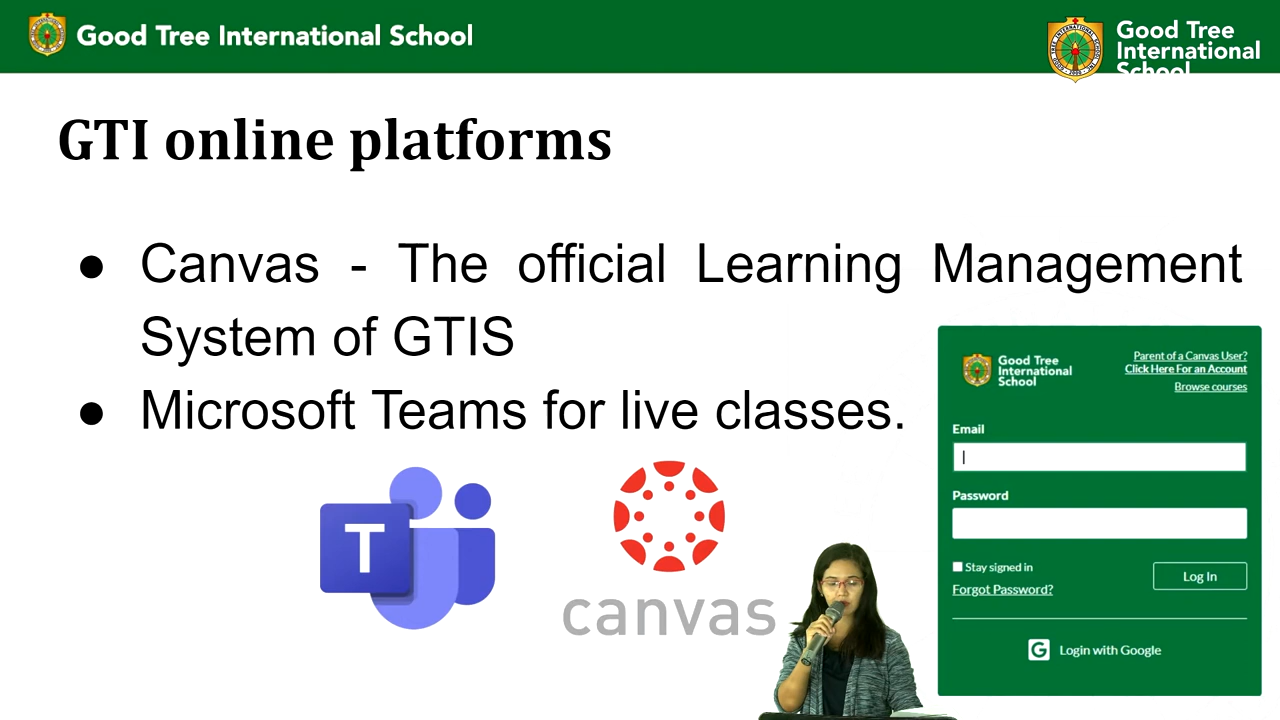 Good Tree International School
Good Tree
International
School
GTI online platforms
● Canvas - The official Learning Management
System of GTIS
● Microsoft Teams for live classes.
T
canvas
Good Tree
International
School
Parent of a Canvas User?
Click Here For an Account
Browse courses
Email
Password
Stay signed in
Forgot Password?
Log In
G Login with Google